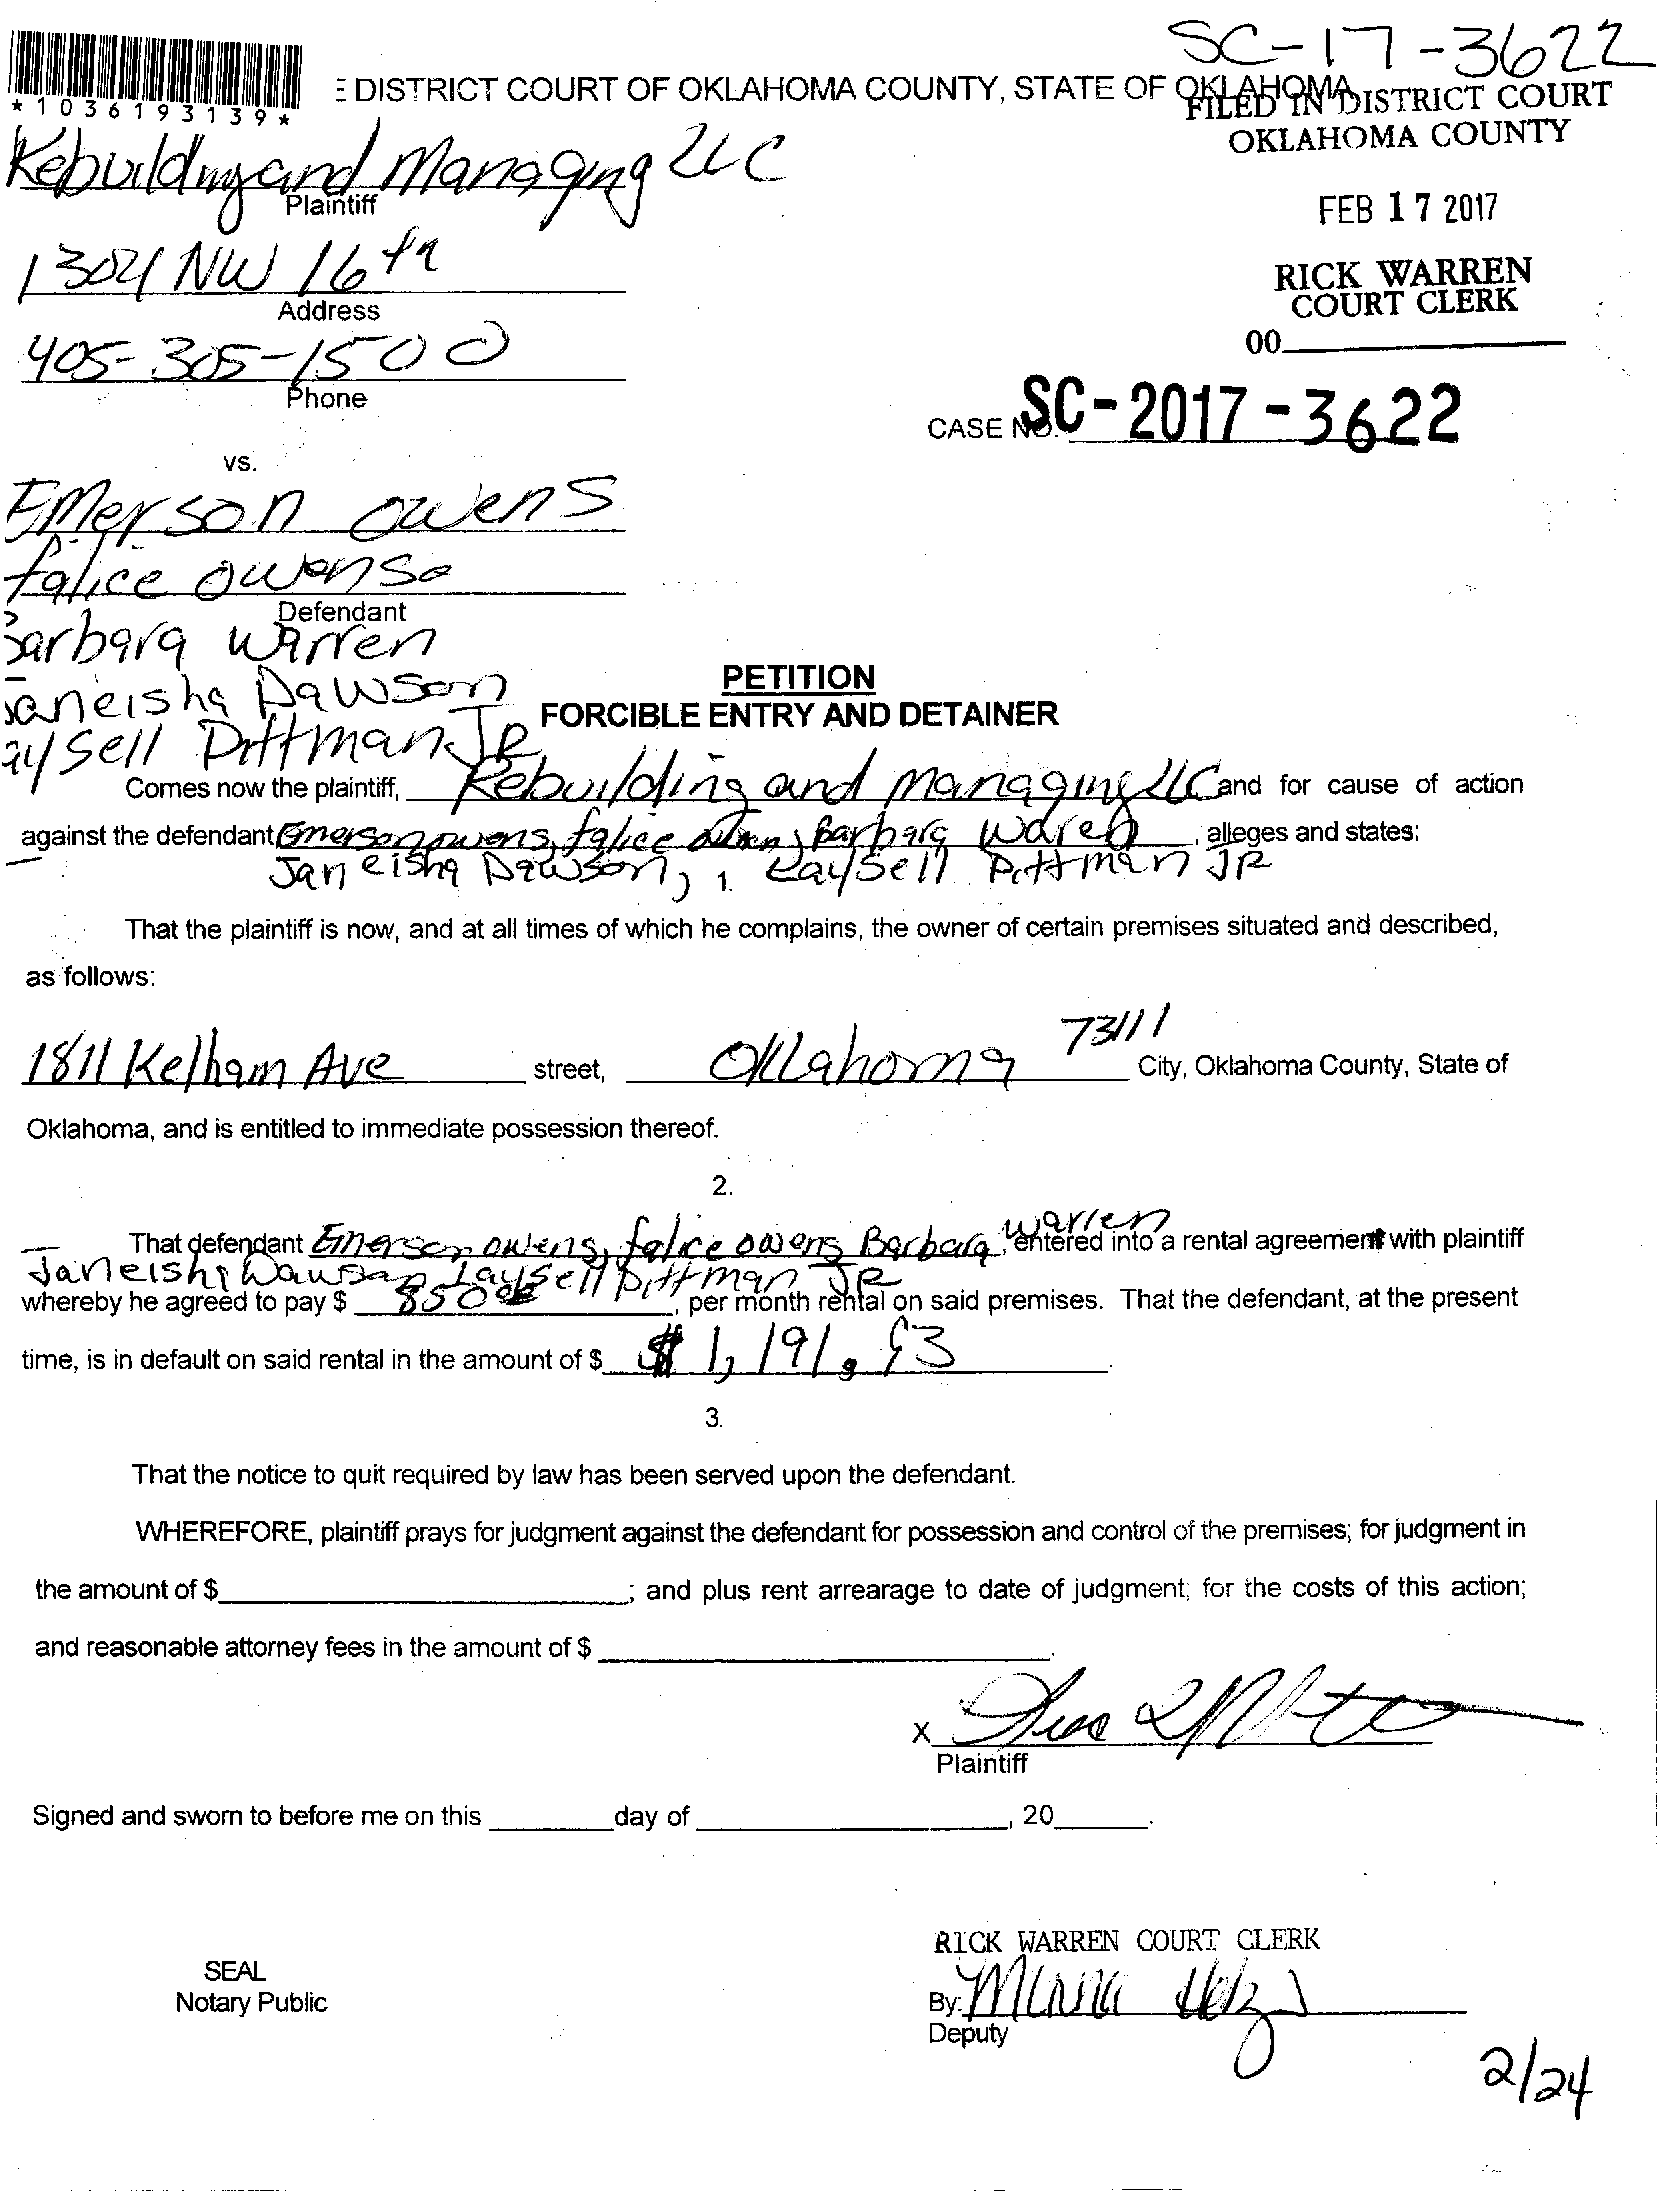 SC-17-3622
DISTRICT COURT OF OKLAHOMA COUNTY, STATE OF OKLAHOMA
FILED IN DISTRICT COURT
OKLAHOMA COUNTY
*1036193139*
Rebuilding and Managing LLC
Plaintiff
FEB 17 2017
1304 NW 16th
Address
RICK WARREN
COURT CLERK
00
405-305-1500
Phone
CASE NO. SC-2017-3622
vs.
Emerson owens
falice owens
Defendant
Barbara Warren
Janeisha Dawson
Pittman JR
PETITION
FORCIBLE ENTRY AND DETAINER
Comes now the plaintiff, Rebuilding and Managing LLC and for cause of action
against the defendant Emerson owens, falice owens, Barbara Waren, alleges and states:
Janeisha Dawson, Laysell Pittman JR
That the plaintiff is now, and at all times of which he complains, the owner of certain premises situated and described,
as follows:
1811 Kelham Ave street, Oklahoma 73111 City, Oklahoma County, State of
Oklahoma, and is entitled to immediate possession thereof.
2.
That defendant Emerson owens, falice owens Barbara warren entered into a rental agreement with plaintiff
Janeisha Dawson Laysell Pittman JR
whereby he agreed to pay $ 850 00, per month rental on said premises. That the defendant, at the present
time, is in default on said rental in the amount of $ $ 1,191.
3.
That the notice to quit required by law has been served upon the defendant.
WHEREFORE, plaintiff prays for judgment against the defendant for possession and control of the premises; for judgment in
the amount of $ ; and plus rent arrearage to date of judgment; for the costs of this action;
and reasonable attorney fees in the amount of $ .
X
Plaintiff
Signed and sworn to before me on this day of , 20 .
RICK WARREN COURT CLERK
SEAL
Notary Public
By:
Deputy
2/24